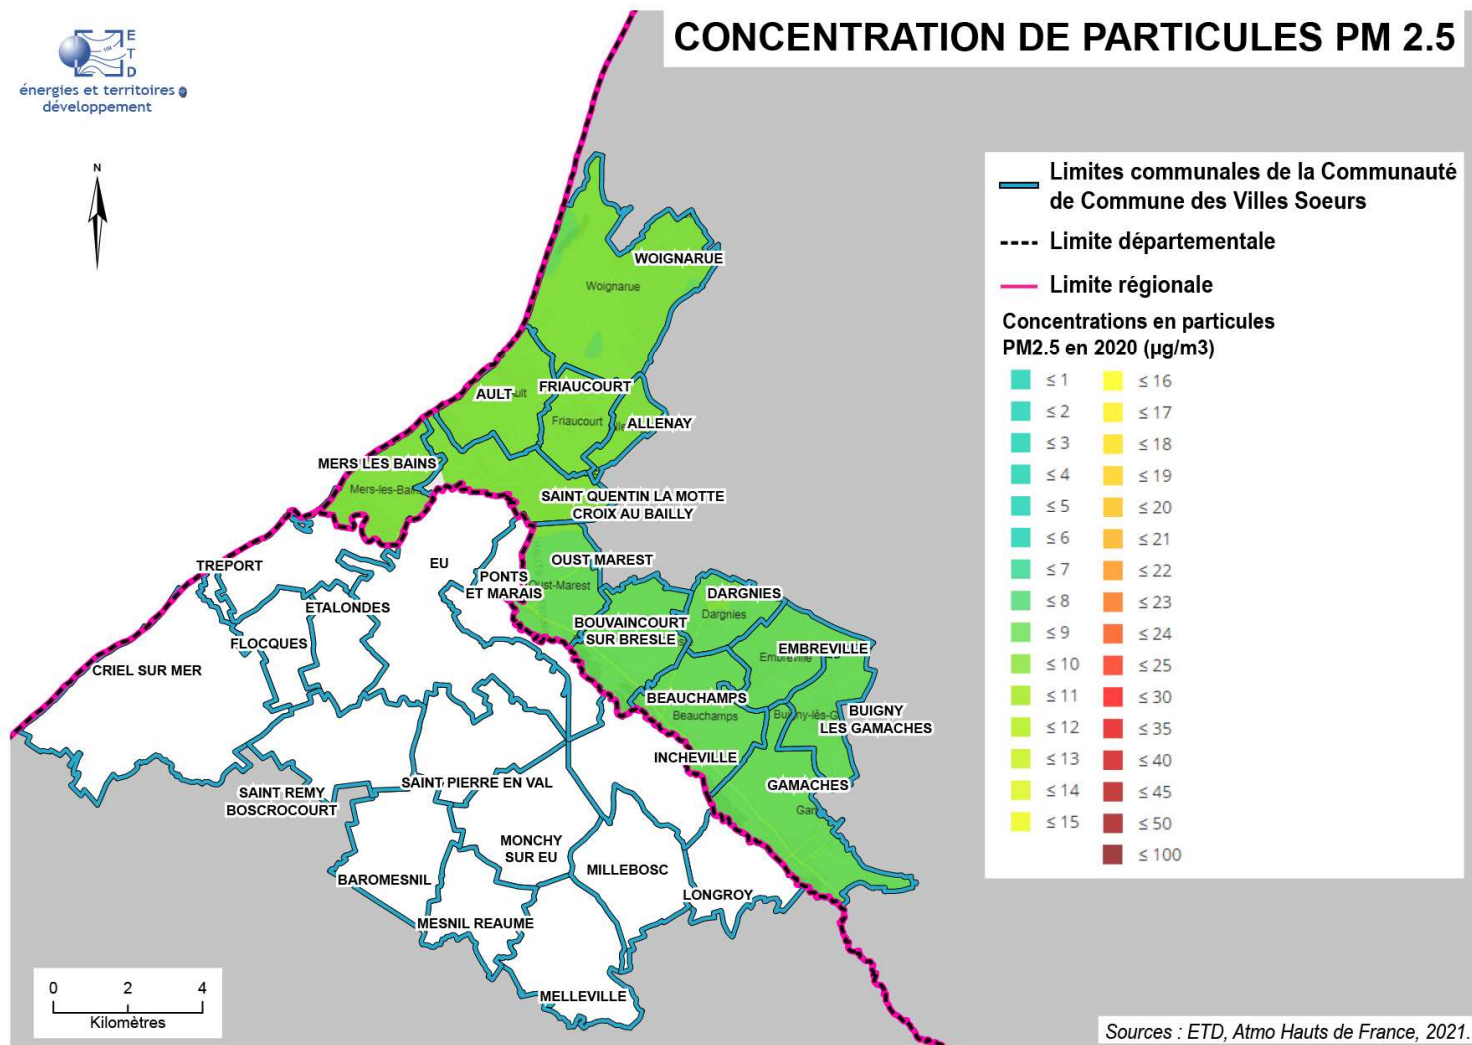 CONCENTRATION DE PARTICULES PM 2.5
E
T
D
énergies et territoires
développement
N
Limites communales de la Communauté
de Commune des Villes Soeurs
Limite départementale
Limite régionale
Concentrations en particules
PM2.5 en 2020 (µg/m3)
≤ 1
≤ 2
≤ 3
≤ 4
≤ 5
≤ 6
≤ 7
≤ 8
≤ 9
≤ 10
≤ 11
≤ 12
≤ 13
≤ 14
≤ 15
≤ 16
≤ 17
≤ 18
≤ 19
≤ 20
≤ 21
≤ 22
≤ 23
≤ 24
≤ 25
≤ 30
≤ 35
≤ 40
≤ 45
≤ 50
≤ 100
WOIGNARUE
Woignarue
FRIAUCOURT
AULT
Friaucourt
ALLENAY
MERS LES BAINS
Mers-les-Bains
SAINT QUENTIN LA MOTTE
CROIX AU BAILLY
OUST MAREST
Oust-Marest
EU
PONTS
ET MARAIS
TREPORT
ETALONDES
FLOCQUES
CRIEL SUR MER
DARGNIES
Dargnies
BOUVAINCOURT
SUR BRESLE
EMBREVILLE
Embreville
BEAUCHAMPS
Beauchamps
BUIGNY
LES GAMACHES
INCHEVILLE
GAMACHES
SAINT REMY
BOSCROCOURT
SAINT PIERRE EN VAL
MONCHY
SUR EU
MILLEBOSC
BAROMESNIL
LONGROY
MESNIL REAUME
MELLEVILLE
0 2 4
Kilomètres
Sources : ETD, Atmo Hauts de France, 2021.